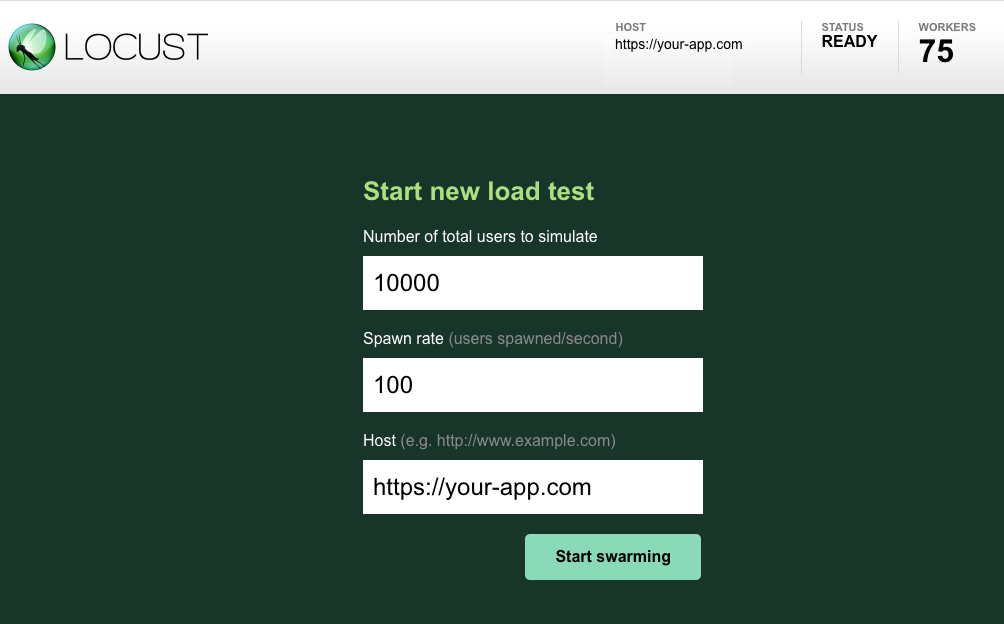 LOCUST
HOST
https://your-app.com
STATUS
READY
WORKERS
75
Start new load test
Number of total users to simulate
10000
Spawn rate (users spawned/second)
100
Host (e.g. http://www.example.com)
https://your-app.com
Start swarming